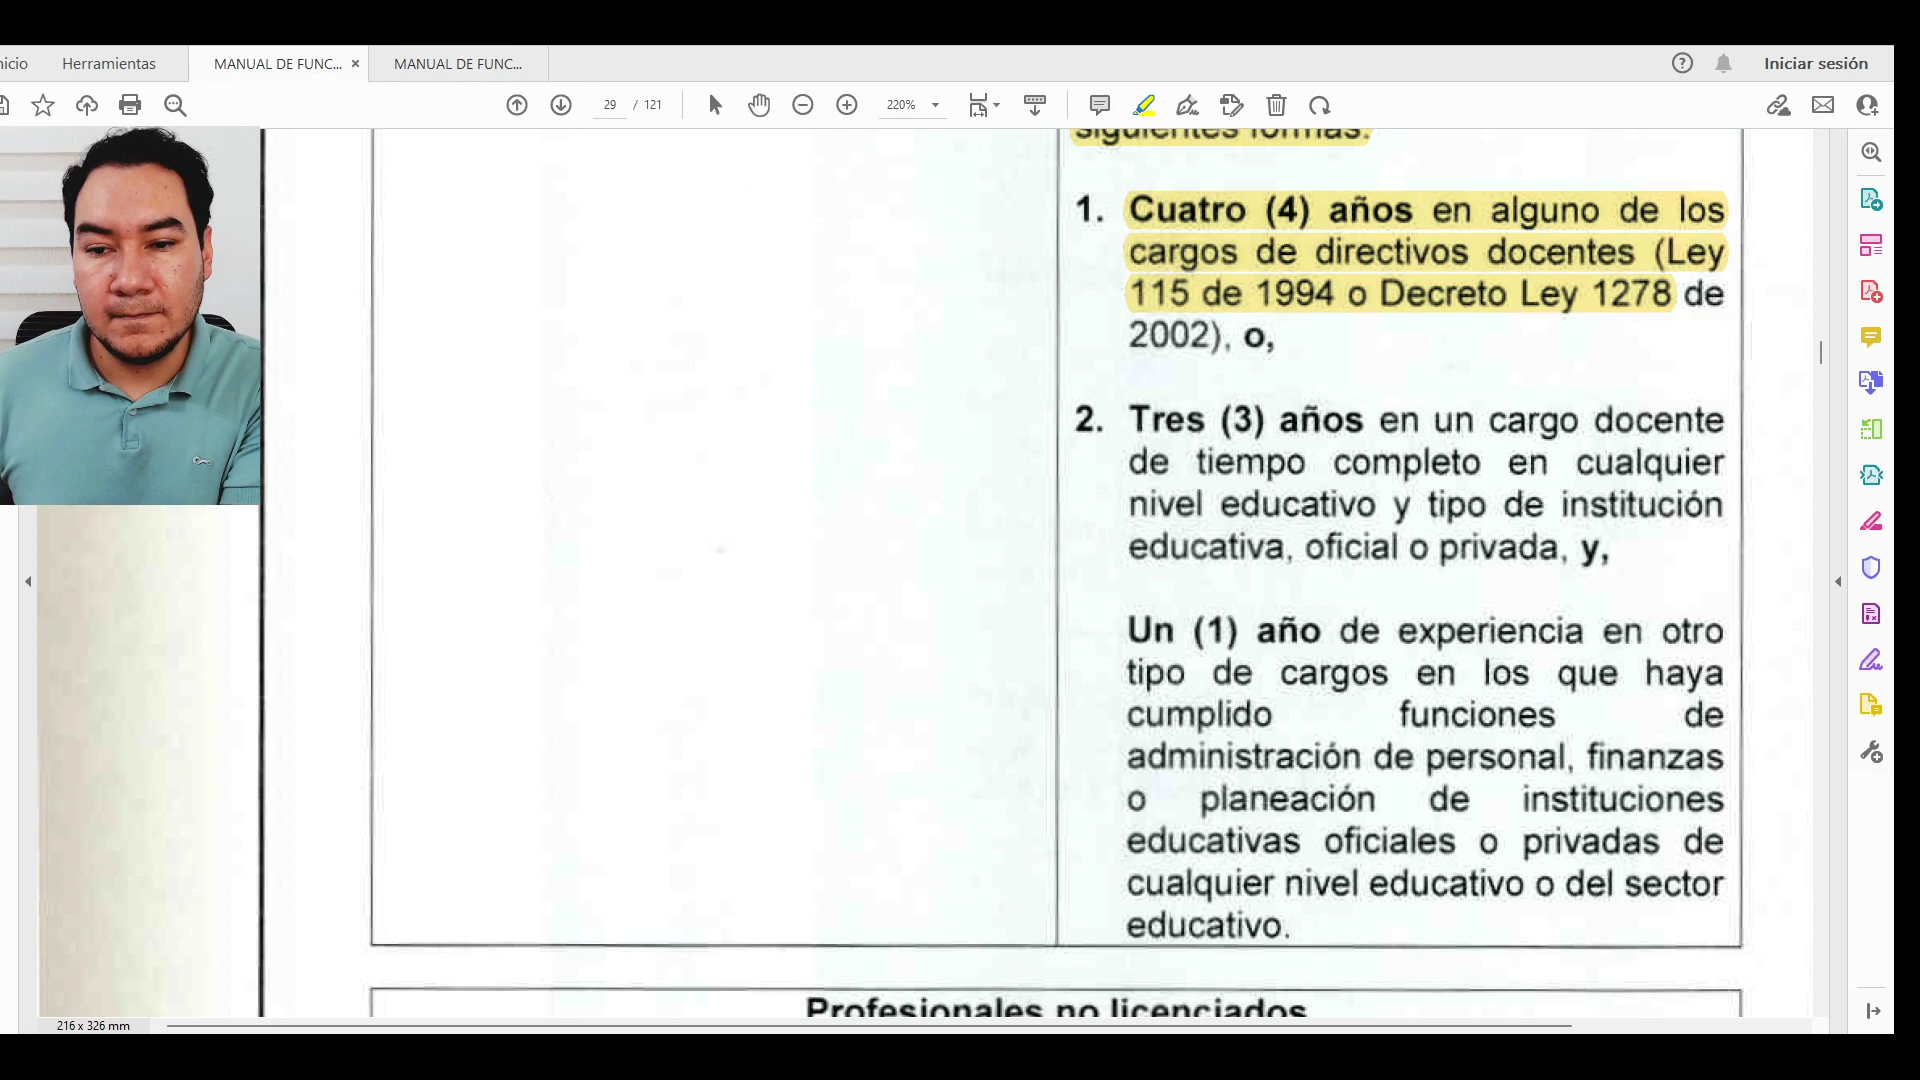 nicio
Herramientas
MANUAL DE FUNC...
MANUAL DE FUNC...
Iniciar sesión
29 / 121
220%
siguientes formas:
1. Cuatro (4) años en alguno de los
cargos de directivos docentes (Ley
115 de 1994 o Decreto Ley 1278 de
2002), o,
2. Tres (3) años en un cargo docente
de tiempo completo en cualquier
nivel educativo y tipo de institución
educativa, oficial o privada, y,
Un (1) año de experiencia en otro
tipo de cargos en los que haya
cumplido funciones de
administración de personal, finanzas
o planeación de instituciones
educativas oficiales o privadas de
cualquier nivel educativo o del sector
educativo.
Profesionales no licenciados
216 x 326 mm